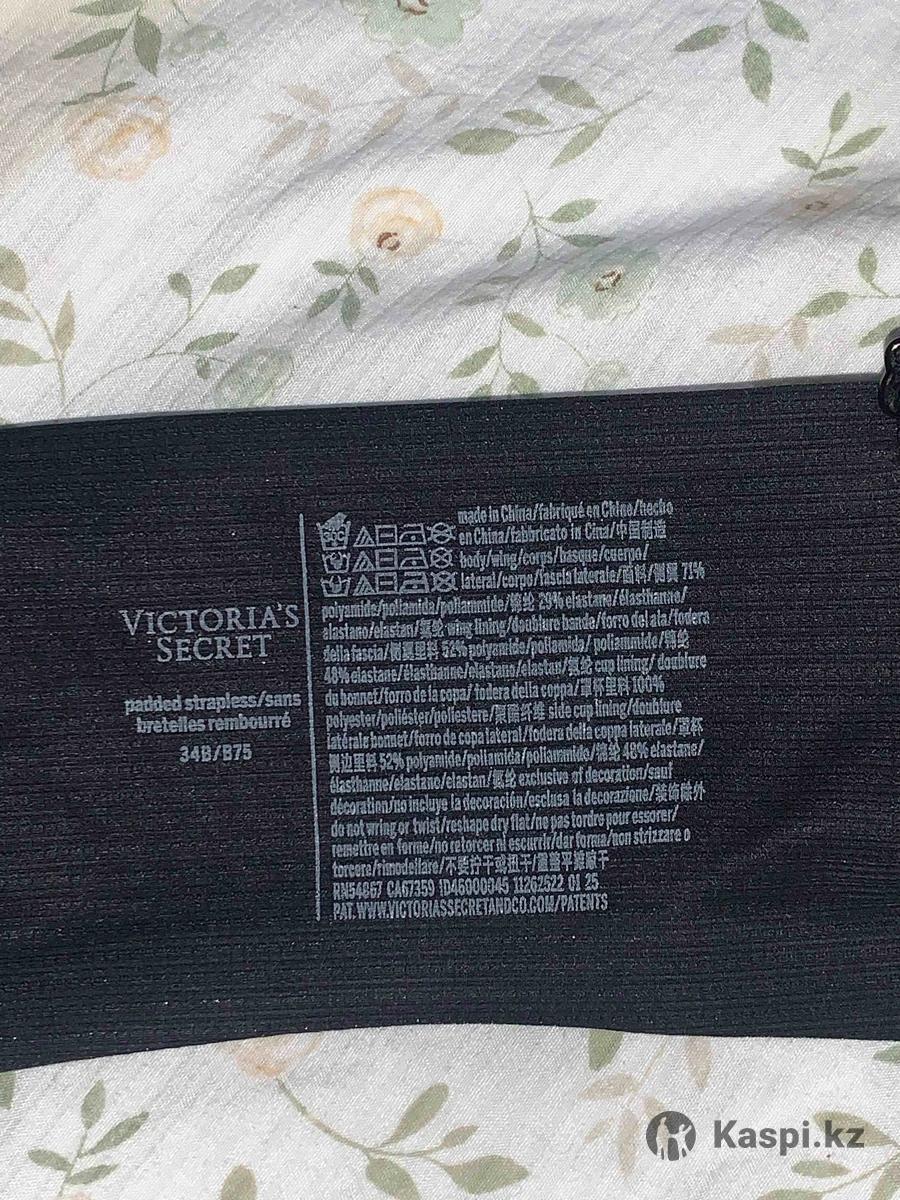 VICTORIA'S
SECRET
padded strapless/sans
bretelles rembourré
34B/B75
30C
made in China/fabriqué en Chine/hecho
en China/fabbricato in Cina/中国制造
body/wing/corps/basque/cuerpo/
lateral/corpo/fascia laterale/面料/侧翼 71%
polyamide/poliamida/poliammide/锦纶 29% elastane/élasthanne/
elastano/elastan/氨纶 wing lining/doublure bande/forro del ala/fodera
della fascia/侧翼里料 52% polyamide/poliamida/poliammide/锦纶
48% elastane/élasthanne/elastano/elastan/氨纶 cup lining/ doublure
du bonnet/forro de la copa/ fodera della coppa/罩杯里料 100%
polyester/poliéster/poliestere/聚酯纤维 side cup lining/doublure
latérale bonnet/forro de copa lateral/fodera della coppa laterale/罩杯
侧边里料 52% polyamide/poliamida/poliammide/锦纶 48% elastane/
élasthanne/elastano/elastan/氨纶 exclusive of decoration/sauf
décoration/no incluye la decoración/esclusa la decorazione/装饰除外
do not wring or twist/reshape dry flat/no pas tordre pour essorer/
remettre en forme/no retorcer ni escurrir/dar forma/non strizzare o
torcere/rimodellare/不要拧干或扭干/重整平摊晾干
RN54867 CA67359 1D46000045 11262522 01 25
PAT.WWW.VICTORIASSECRETANDCO.COM/PATENTS
Kaspi.kz